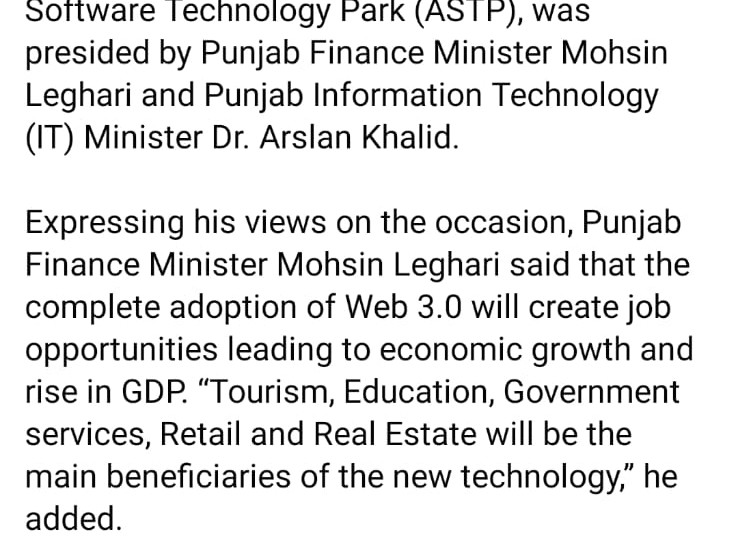 Software Technology Park (ASTP), was
presided by Punjab Finance Minister Mohsin
Leghari and Punjab Information Technology
(IT) Minister Dr. Arslan Khalid.
Expressing his views on the occasion, Punjab
Finance Minister Mohsin Leghari said that the
complete adoption of Web 3.0 will create job
opportunities leading to economic growth and
rise in GDP. “Tourism, Education, Government
services, Retail and Real Estate will be the
main beneficiaries of the new technology,” he
added.